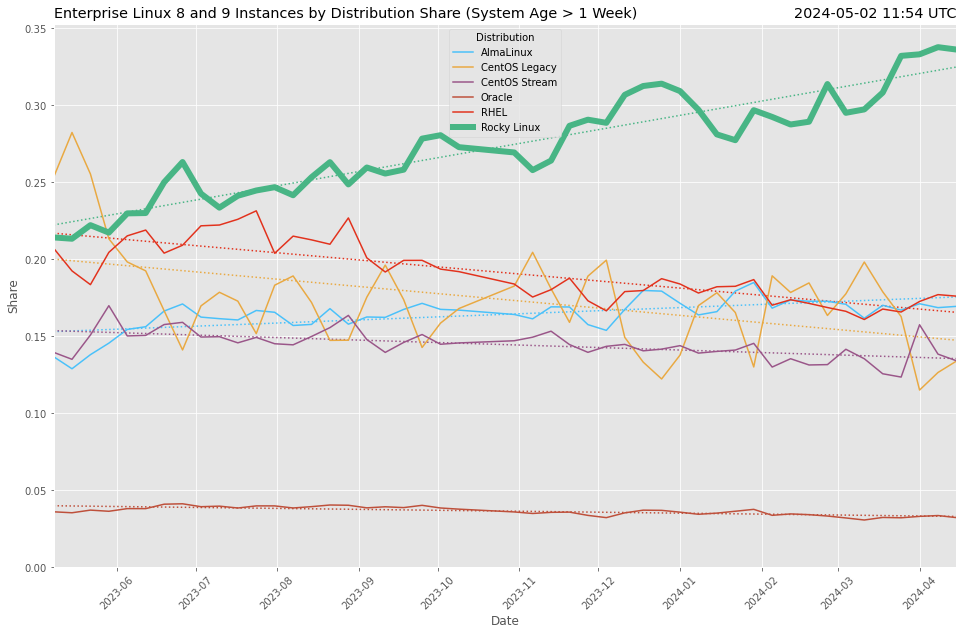 Enterprise Linux 8 and 9 Instances by Distribution Share (System Age > 1 Week)
2024-05-02 11:54 UTC
Distribution
AlmaLinux
CentOS Legacy
CentOS Stream
Oracle
RHEL
Rocky Linux
Share
0.35
0.30
0.25
0.20
0.15
0.10
0.05
0.00
2023-06
2023-07
2023-08
2023-09
2023-10
2023-11
2023-12
2024-01
2024-02
2024-03
2024-04
Date